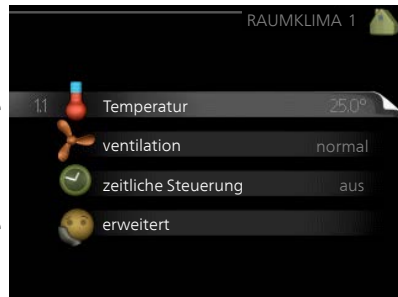 RAUMKLIMA 1
1.1 Temperatur 25.0°
ventilation normal
zeitliche Steuerung aus
erweitert